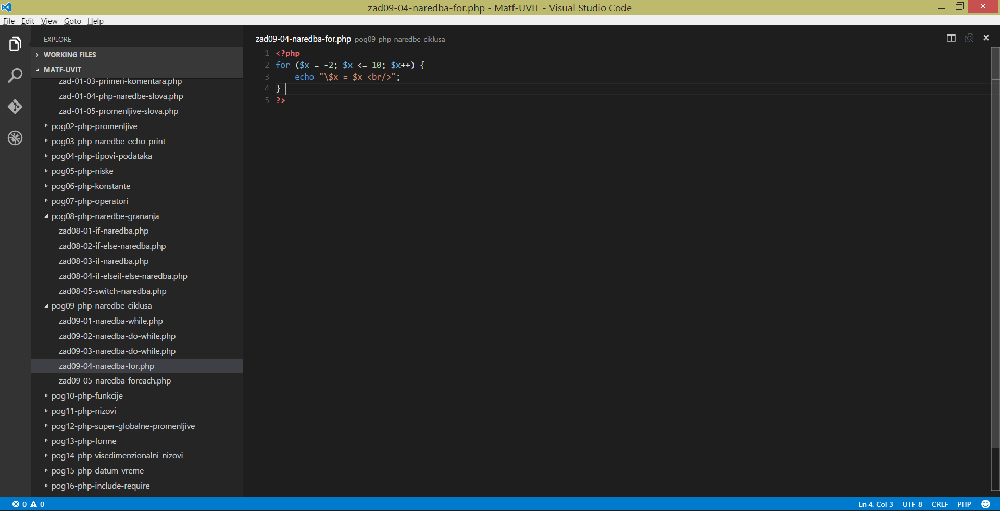 zad09-04-naredba-for.php - Matf-UVIT - Visual Studio Code
File Edit View Goto Help
EXPLORE
WORKING FILES
MATF-UVIT
zad-01-03-primeri-komentara.php
zad-01-04-php-naredbe-slova.php
zad-01-05-promenljive-slova.php
pog02-php-promenljive
pog03-php-naredbe-echo-print
pog04-php-tipovi-podataka
pog05-php-niske
pog06-php-konstante
pog07-php-operatori
pog08-php-naredbe-grananja
zad08-01-if-naredba.php
zad08-02-if-else-naredba.php
zad08-03-if-naredba.php
zad08-04-if-elseif-else-naredba.php
zad08-05-switch-naredba.php
pog09-php-naredbe-ciklusa
zad09-01-naredba-while.php
zad09-02-naredba-do-while.php
zad09-03-naredba-do-while.php
zad09-04-naredba-for.php
zad09-05-naredba-foreach.php
pog10-php-funkcije
pog11-php-nizovi
pog12-php-super-globalne-promenljive
pog13-php-forme
pog14-php-visedimenzionalni-nizovi
pog15-php-datum-vreme
pog16-php-include-require
zad09-04-naredba-for.php pog09-php-naredbe-ciklusa
1 <?php
2 for ($x = -2; $x <= 10; $x++) {
3     echo "\$x = $x <br/>";
4 }
5 ?>
0 0 Ln 4, Col 3 UTF-8 CRLF PHP